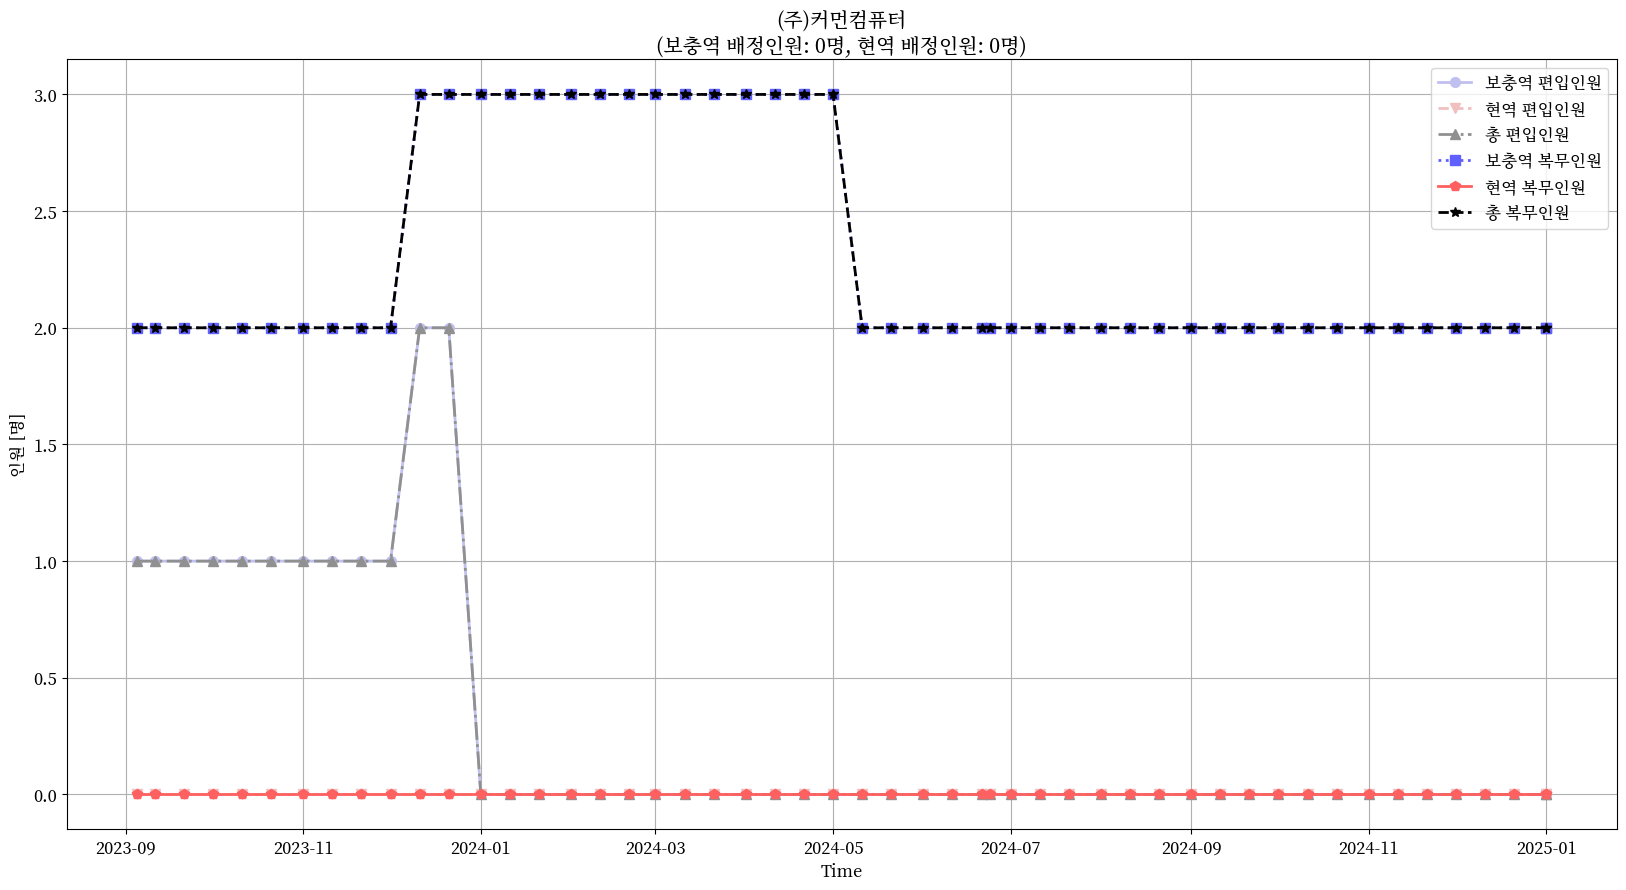 (주)커먼컴퓨터
(보충역 배정인원: 0명, 현역 배정인원: 0명)
보충역 편입인원
현역 편입인원
총 편입인원
보충역 복무인원
현역 복무인원
총 복무인원
인원 [명]
3.0
2.5
2.0
1.5
1.0
0.5
0.0
2023-09 2023-11 2024-01 2024-03 2024-05 2024-07 2024-09 2024-11 2025-01
Time